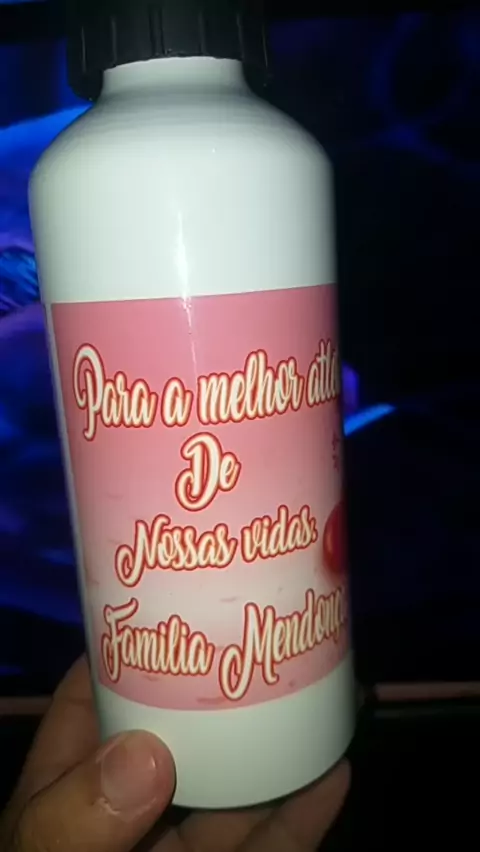 Para a melhor
De
Nossas vidas.
Familia